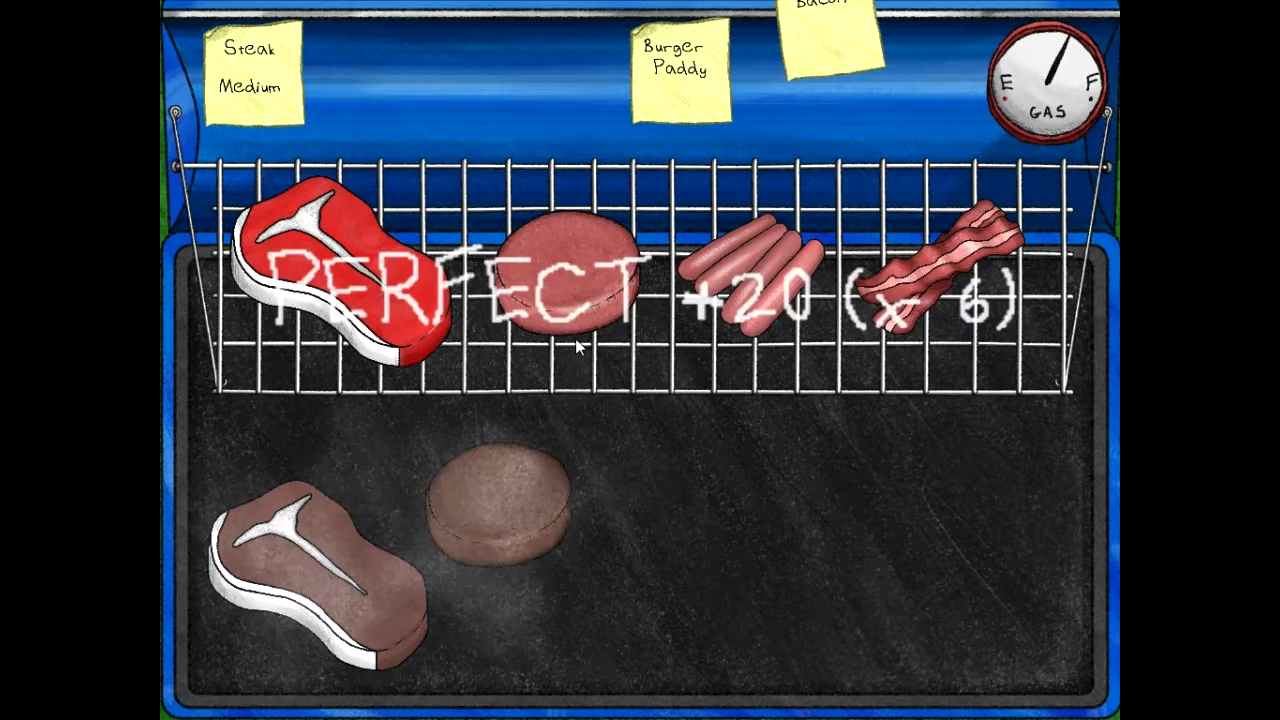 Bacon
Steak
Medium
Burger
Paddy
E F
GAS
PERFECT +20 (x 6)